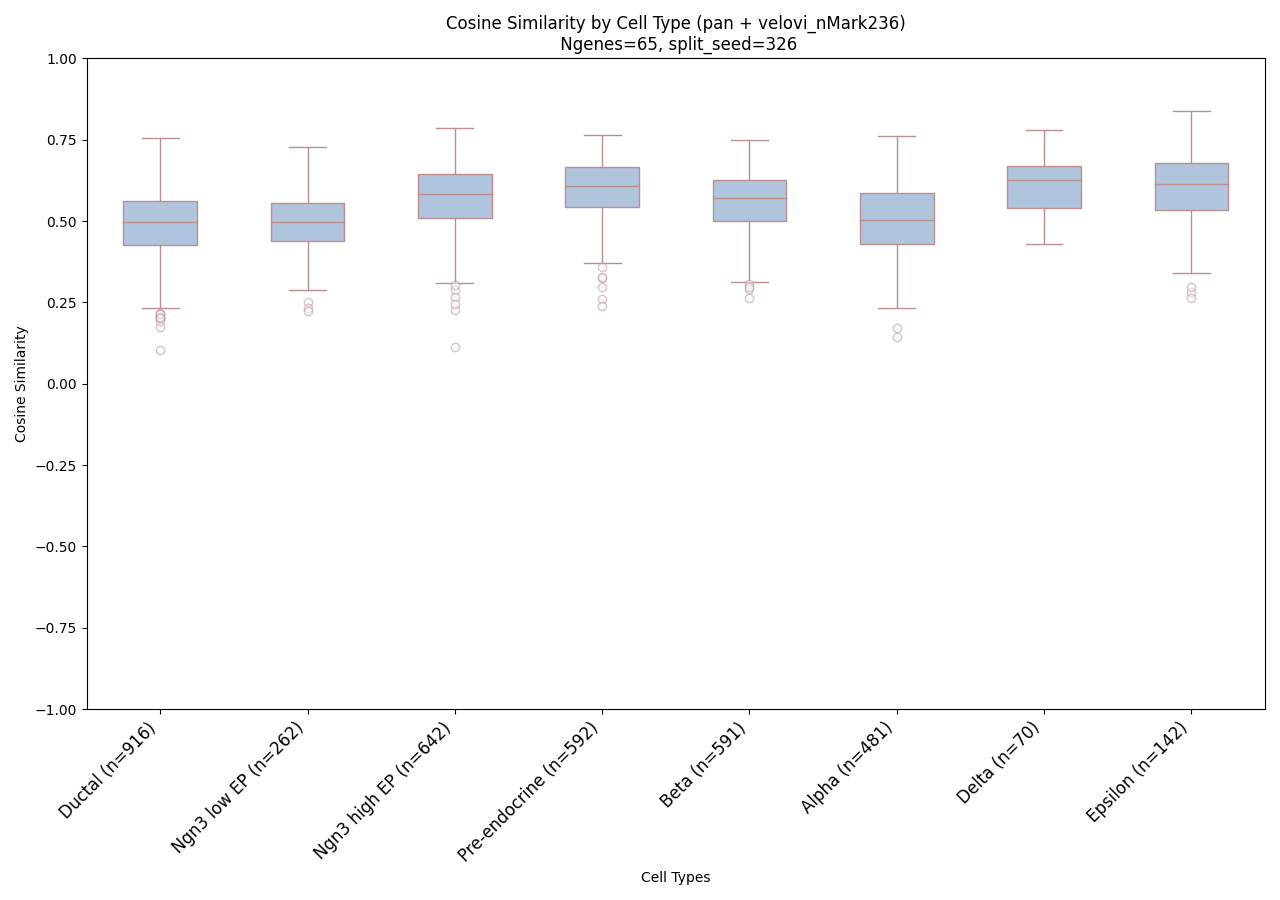 Cosine Similarity by Cell Type (pan + velovi_nMark236)
Ngenes=65, split_seed=326
1.00
0.75
0.50
0.25
0.00
−0.25
−0.50
−0.75
−1.00
Cosine Similarity
Ductal (n=916)
Ngn3 low EP (n=262)
Ngn3 high EP (n=642)
Pre-endocrine (n=592)
Beta (n=591)
Alpha (n=481)
Delta (n=70)
Epsilon (n=142)
Cell Types